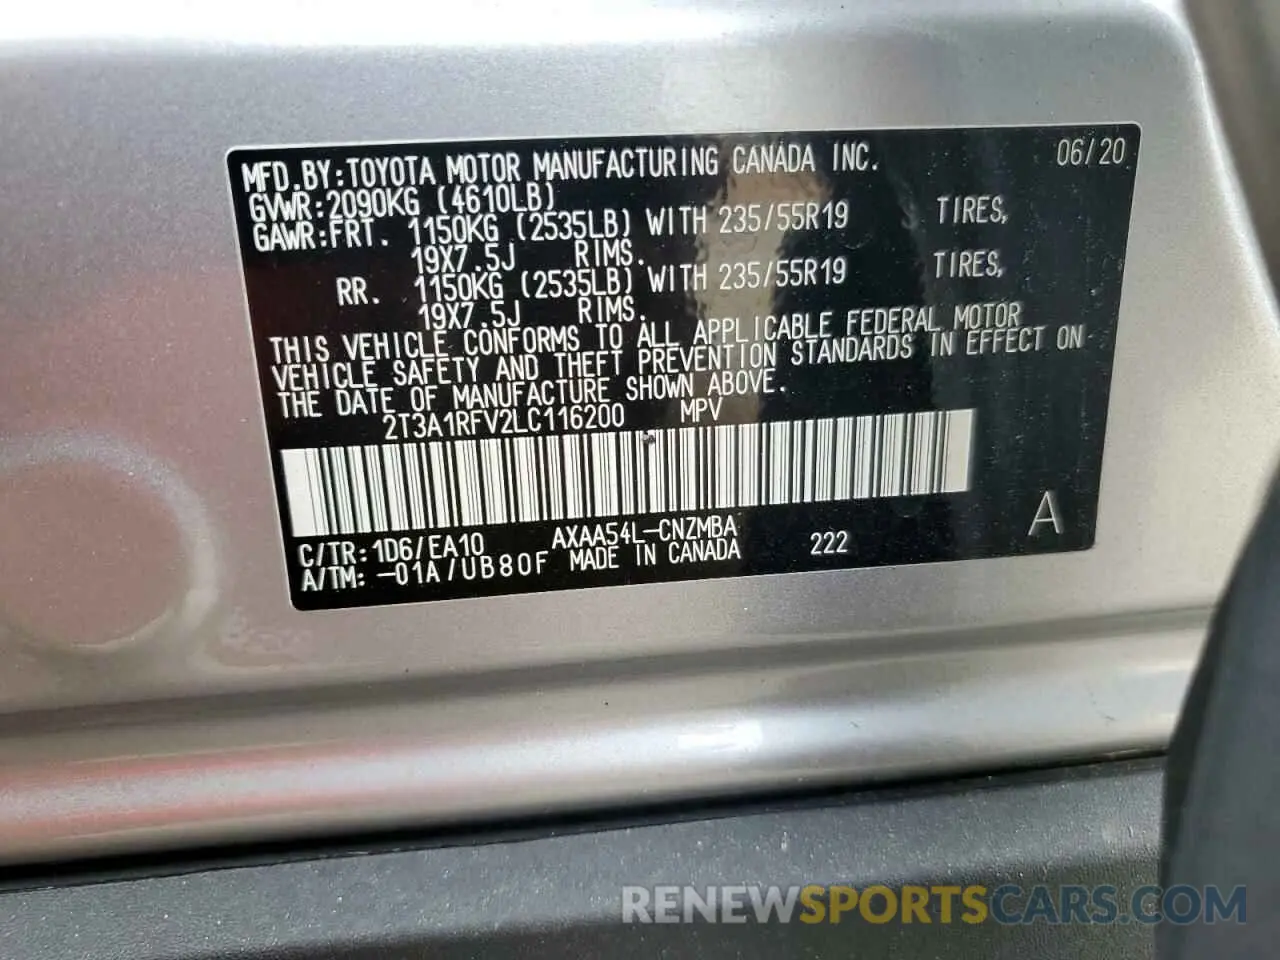 MFD.BY:TOYOTA MOTOR MANUFACTURING CANADA INC. 06/20
GVWR:2090KG (4610LB)
GAWR:FRT. 1150KG (2535LB) WITH 235/55R19 TIRES,
19X7.5J RIMS.
RR. 1150KG (2535LB) WITH 235/55R19 TIRES,
19X7.5J RIMS.
THIS VEHICLE CONFORMS TO ALL APPLICABLE FEDERAL MOTOR
VEHICLE SAFETY AND THEFT PREVENTION STANDARDS IN EFFECT ON
THE DATE OF MANUFACTURE SHOWN ABOVE.
2T3A1RFV2LC116200 MPV
C/TR: 1D6/EA10 AXAA54L-CNZMBA 222 A
A/TM: -01A/UB80F MADE IN CANADA
RENEWSPORTSCARS.COM